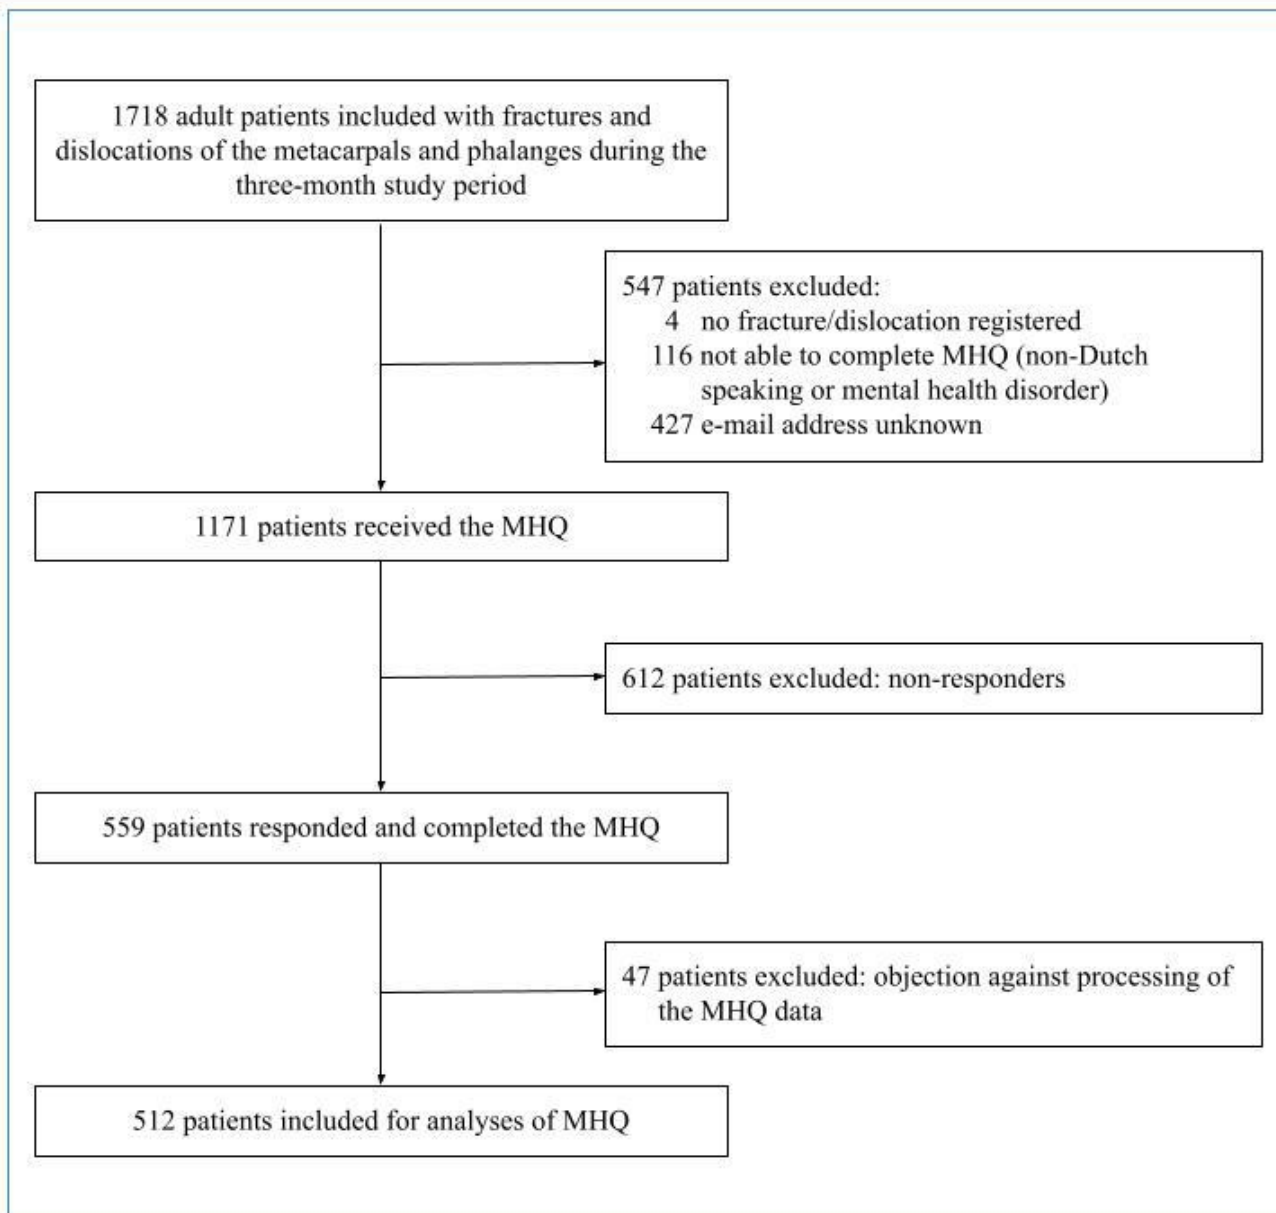 1718 adult patients included with fractures and
dislocations of the metacarpals and phalanges during the
three-month study period
547 patients excluded:
4 no fracture/dislocation registered
116 not able to complete MHQ (non-Dutch
speaking or mental health disorder)
427 e-mail address unknown
1171 patients received the MHQ
612 patients excluded: non-responders
559 patients responded and completed the MHQ
47 patients excluded: objection against processing of
the MHQ data
512 patients included for analyses of MHQ